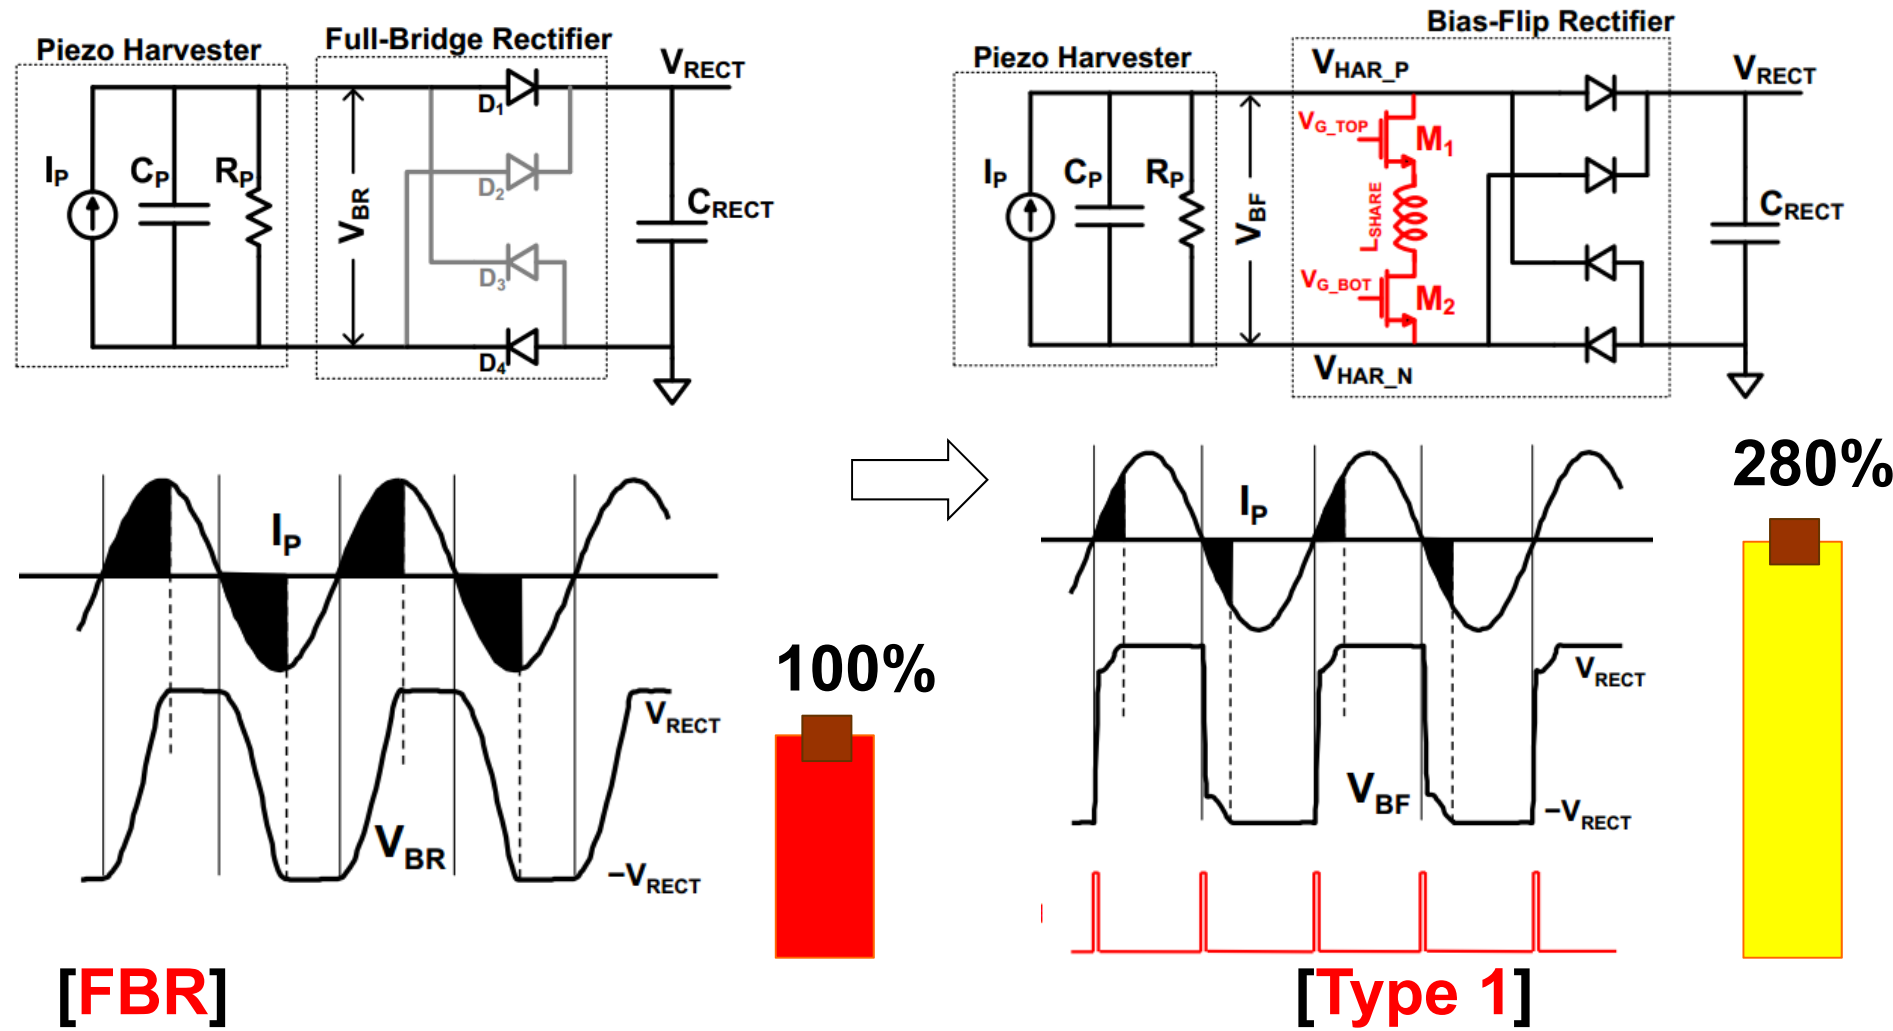 Piezo Harvester
Full-Bridge Rectifier
VRECT
D1
IP
CP
RP
VBR
D2
CRECT
D3
D4
Bias-Flip Rectifier
Piezo Harvester
VHAR_P
VRECT
VG_TOP
M1
IP
CP
RP
VBF
LSHARE
CRECT
VG_BOT
M2
VHAR_N
IP
VRECT
VBR
−VRECT
100%
IP
VRECT
VBF
−VRECT
280%
[FBR]
[Type 1]